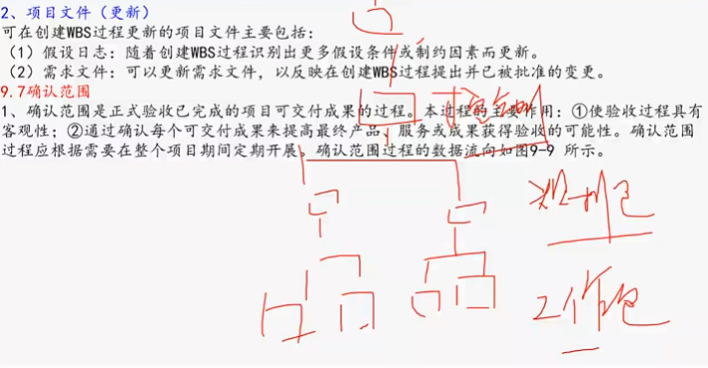 2、项目文件（更新）
可在创建WBS过程更新的项目文件主要包括：
（1）假设日志：随着创建WBS过程识别出更多假设条件或制约因素而更新。
（2）需求文件：可以更新需求文件，以反映在创建WBS过程提出并已被批准的变更。
9.7确认范围
1、确认范围是正式验收已完成的项目可交付成果的过程。本过程的主要作用：①使验收过程具有
客观性；②通过确认每个可交付成果来提高最终产品、服务或成果获得验收的可能性。确认范围
过程应根据需要在整个项目期间定期开展。确认范围过程的数据流向如图9-9 所示。
规划包
工作包